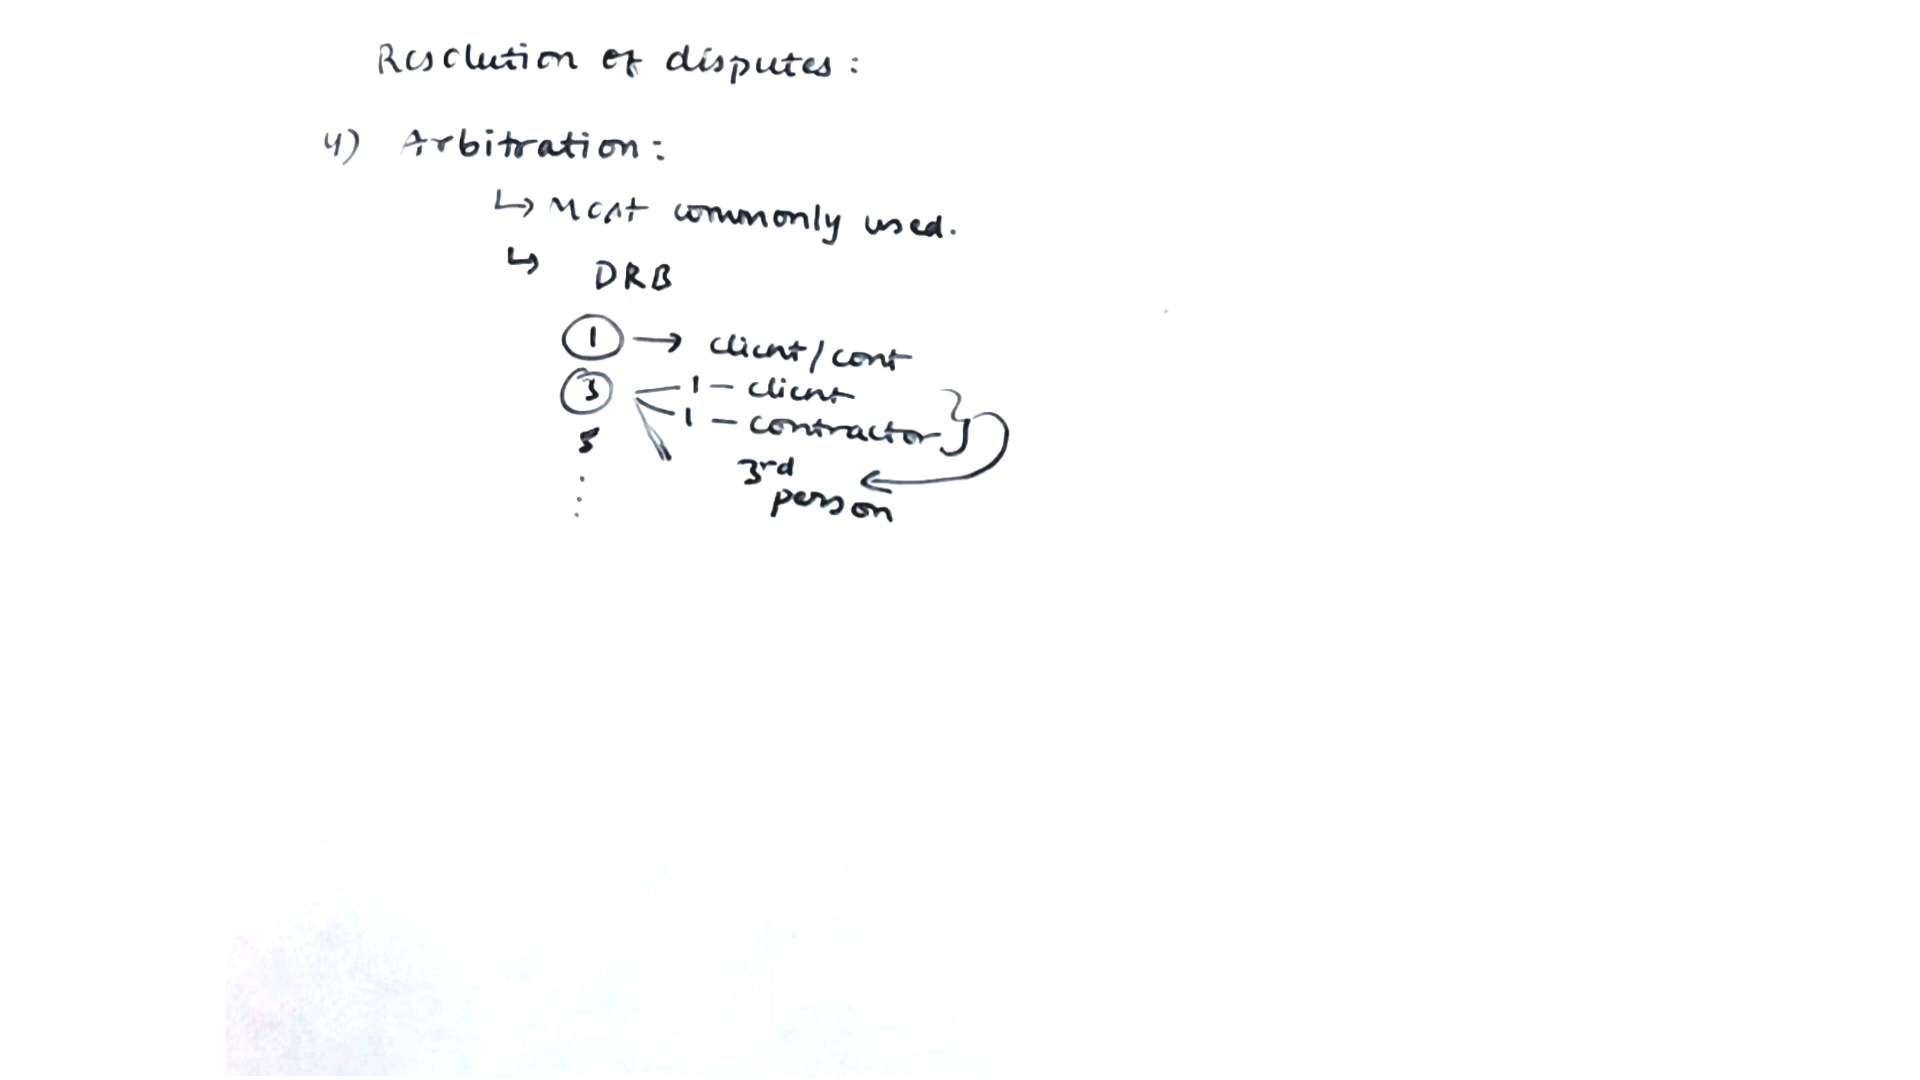 Resolution of disputes :
4) Arbitration :
↳ Most commonly used.
↳ DRB
1 → client/cont
3 1 - client
1 - contractor
5
3rd
person